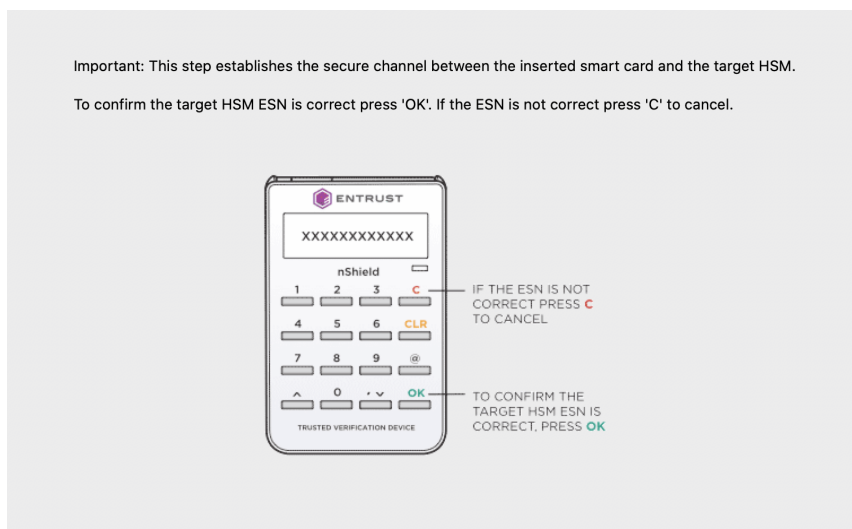 Important: This step establishes the secure channel between the inserted smart card and the target HSM.
To confirm the target HSM ESN is correct press 'OK'. If the ESN is not correct press 'C' to cancel.
ENTRUST
XXXXXXXXXXXX
nShield
1 2 3 C
4 5 6 CLR
7 8 9 @
0 OK
TRUSTED VERIFICATION DEVICE
IF THE ESN IS NOT
CORRECT PRESS C
TO CANCEL
TO CONFIRM THE
TARGET HSM ESN IS
CORRECT, PRESS OK